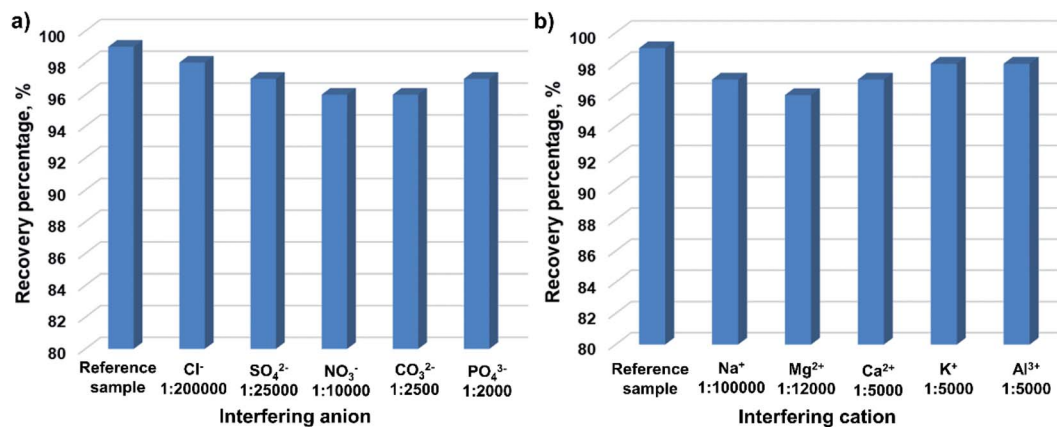 a)
Recovery percentage, %
100
98
96
94
92
90
88
86
84
82
80
Reference sample
Cl⁻ 1:200000
SO₄²⁻ 1:25000
NO₃⁻ 1:10000
CO₃²⁻ 1:2500
PO₄³⁻ 1:2000
Interfering anion
b)
Recovery percentage, %
100
98
96
94
92
90
88
86
84
82
80
Reference sample
Na⁺ 1:100000
Mg²⁺ 1:12000
Ca²⁺ 1:5000
K⁺ 1:5000
Al³⁺ 1:5000
Interfering cation